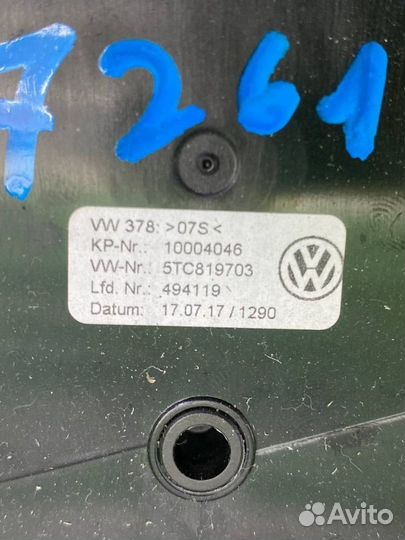 7261
VW 378: >07S<
KP-Nr.: 10004046
VW-Nr.: 5TC819703
Lfd. Nr.: 494119
Datum: 17.07.17 / 1290
Avito